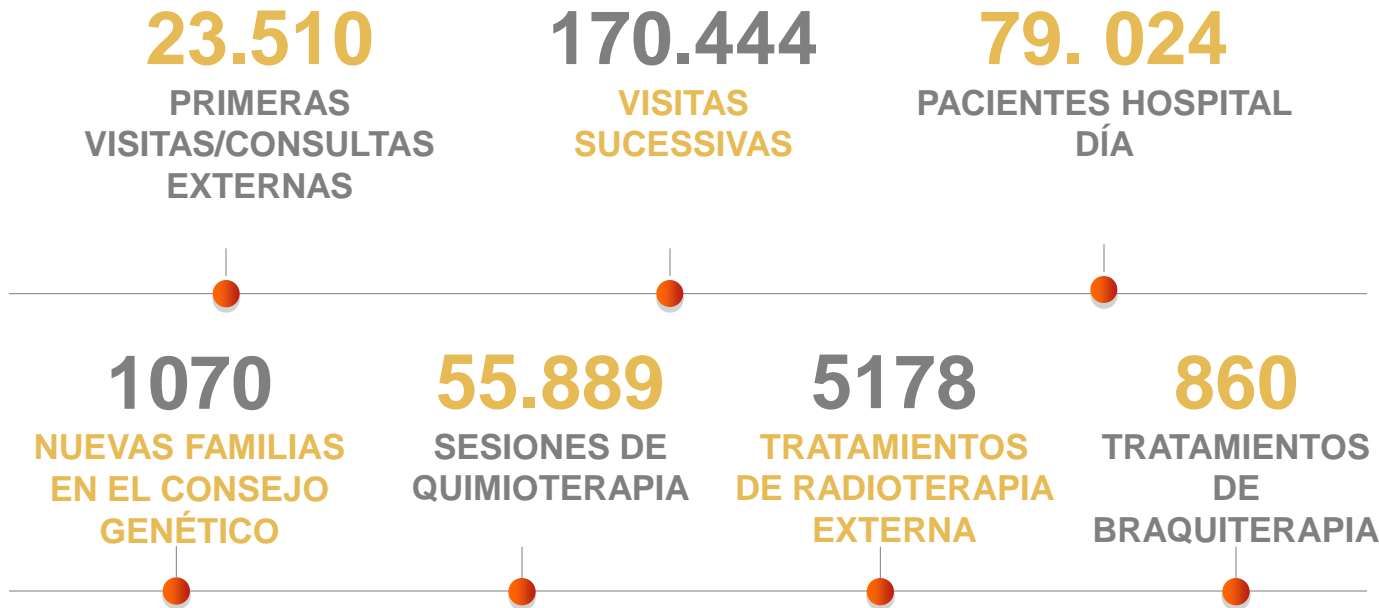 23.510
PRIMERAS
VISITAS/CONSULTAS
EXTERNAS
170.444
VISITAS
SUCESSIVAS
79. 024
PACIENTES HOSPITAL
DÍA
1070
NUEVAS FAMILIAS
EN EL CONSEJO
GENÉTICO
55.889
SESIONES DE
QUIMIOTERAPIA
5178
TRATAMIENTOS
DE RADIOTERAPIA
EXTERNA
860
TRATAMIENTOS
DE
BRAQUITERAPIA